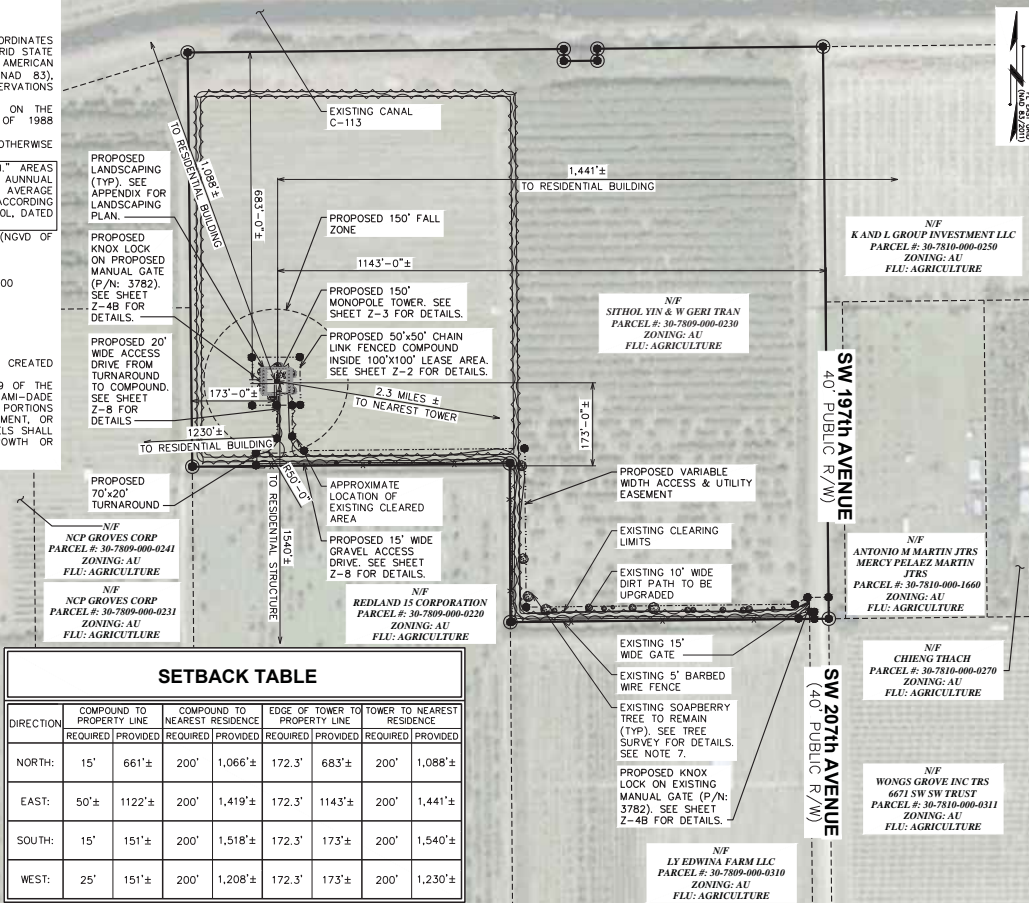 ORDINATES
RID STATE
AMERICAN
(NAD 83),
ERVATIONS
ON THE
OF 1988
OTHERWISE
AREAS
AUNNUAL
AVERAGE
ACCORDING
OL, DATED
(NGVD OF
00
CREATED
9 OF THE
AMI-DADE
PORTIONS
MENT, OR
ELS SHALL
OWTH OR
(NAD 83/2011)
EXISTING CANAL
C-113
1,088'±
TO RESIDENTIAL BUILDING
683'-0"±
1,441'±
TO RESIDENTIAL BUILDING
PROPOSED
LANDSCAPING
(TYP). SEE
APPENDIX FOR
LANDSCAPING
PLAN.
PROPOSED 150' FALL
ZONE
1143'-0"±
PROPOSED
KNOX LOCK
ON PROPOSED
MANUAL GATE
(P/N: 3782).
SEE SHEET
Z-4B FOR
DETAILS.
PROPOSED 150'
MONOPOLE TOWER. SEE
SHEET Z-3 FOR DETAILS.
PROPOSED 50'x50' CHAIN
LINK FENCED COMPOUND
INSIDE 100'X100' LEASE AREA.
SEE SHEET Z-2 FOR DETAILS.
PROPOSED 20'
WIDE ACCESS
DRIVE FROM
TURNAROUND
TO COMPOUND.
SEE SHEET
Z-8 FOR
DETAILS
173'-0"±
2.3 MILES ±
TO NEAREST TOWER
173'-0"±
1230'±
TO RESIDENTIAL BUILDING
R50'-0"
1540'±
TO RESIDENTIAL STRUCTURE
PROPOSED
70'x20'
TURNAROUND
APPROXIMATE
LOCATION OF
EXISTING CLEARED
AREA
PROPOSED 15' WIDE
GRAVEL ACCESS
DRIVE. SEE SHEET
Z-8 FOR DETAILS.
PROPOSED VARIABLE
WIDTH ACCESS & UTILITY
EASEMENT
EXISTING CLEARING
LIMITS
EXISTING 10' WIDE
DIRT PATH TO BE
UPGRADED
EXISTING 15'
WIDE GATE
EXISTING 5' BARBED
WIRE FENCE
EXISTING SOAPBERRY
TREE TO REMAIN
(TYP). SEE TREE
SURVEY FOR DETAILS.
SEE NOTE 7.
PROPOSED KNOX
LOCK ON EXISTING
MANUAL GATE (P/N:
3782). SEE SHEET
Z-4B FOR DETAILS.
N/F
K AND L GROUP INVESTMENT LLC
PARCEL #: 30-7810-000-0250
ZONING: AU
FLU: AGRICULTURE
N/F
SITHOL YIN & W GERI TRAN
PARCEL #: 30-7809-000-0230
ZONING: AU
FLU: AGRICULTURE
SW 197th AVENUE
40' PUBLIC R/W)
N/F
NCP GROVES CORP
PARCEL #: 30-7809-000-0241
ZONING: AU
FLU: AGRICULTURE
N/F
NCP GROVES CORP
PARCEL #: 30-7809-000-0231
ZONING: AU
FLU: AGRICUTLURE
N/F
REDLAND 15 CORPORATION
PARCEL #: 30-7809-000-0220
ZONING: AU
FLU: AGRICULTURE
N/F
ANTONIO M MARTIN JTRS
MERCY PELAEZ MARTIN
JTRS
PARCEL #: 30-7810-000-1660
ZONING: AU
FLU: AGRICULTURE
N/F
CHIENG THACH
PARCEL #: 30-7810-000-0270
ZONING: AU
FLU: AGRICULTURE
SW 207th AVENUE
(40' PUBLIC R/W)
N/F
WONGS GROVE INC TRS
6671 SW SW TRUST
PARCEL #: 30-7810-000-0311
ZONING: AU
FLU: AGRICULTURE
N/F
LY EDWINA FARM LLC
PARCEL #: 30-7809-000-0310
ZONING: AU
FLU: AGRICULTURE
SETBACK TABLE
DIRECTION COMPOUND TO PROPERTY LINE COMPOUND TO NEAREST RESIDENCE EDGE OF TOWER TO PROPERTY LINE TOWER TO NEAREST RESIDENCE
REQUIRED PROVIDED REQUIRED PROVIDED REQUIRED PROVIDED REQUIRED PROVIDED
NORTH: 15' 661'± 200' 1,066'± 172.3' 683'± 200' 1,088'±
EAST: 50'± 1122'± 200' 1,419'± 172.3' 1143'± 200' 1,441'±
SOUTH: 15' 151'± 200' 1,518'± 172.3' 173'± 200' 1,540'±
WEST: 25' 151'± 200' 1,208'± 172.3' 173'± 200' 1,230'±